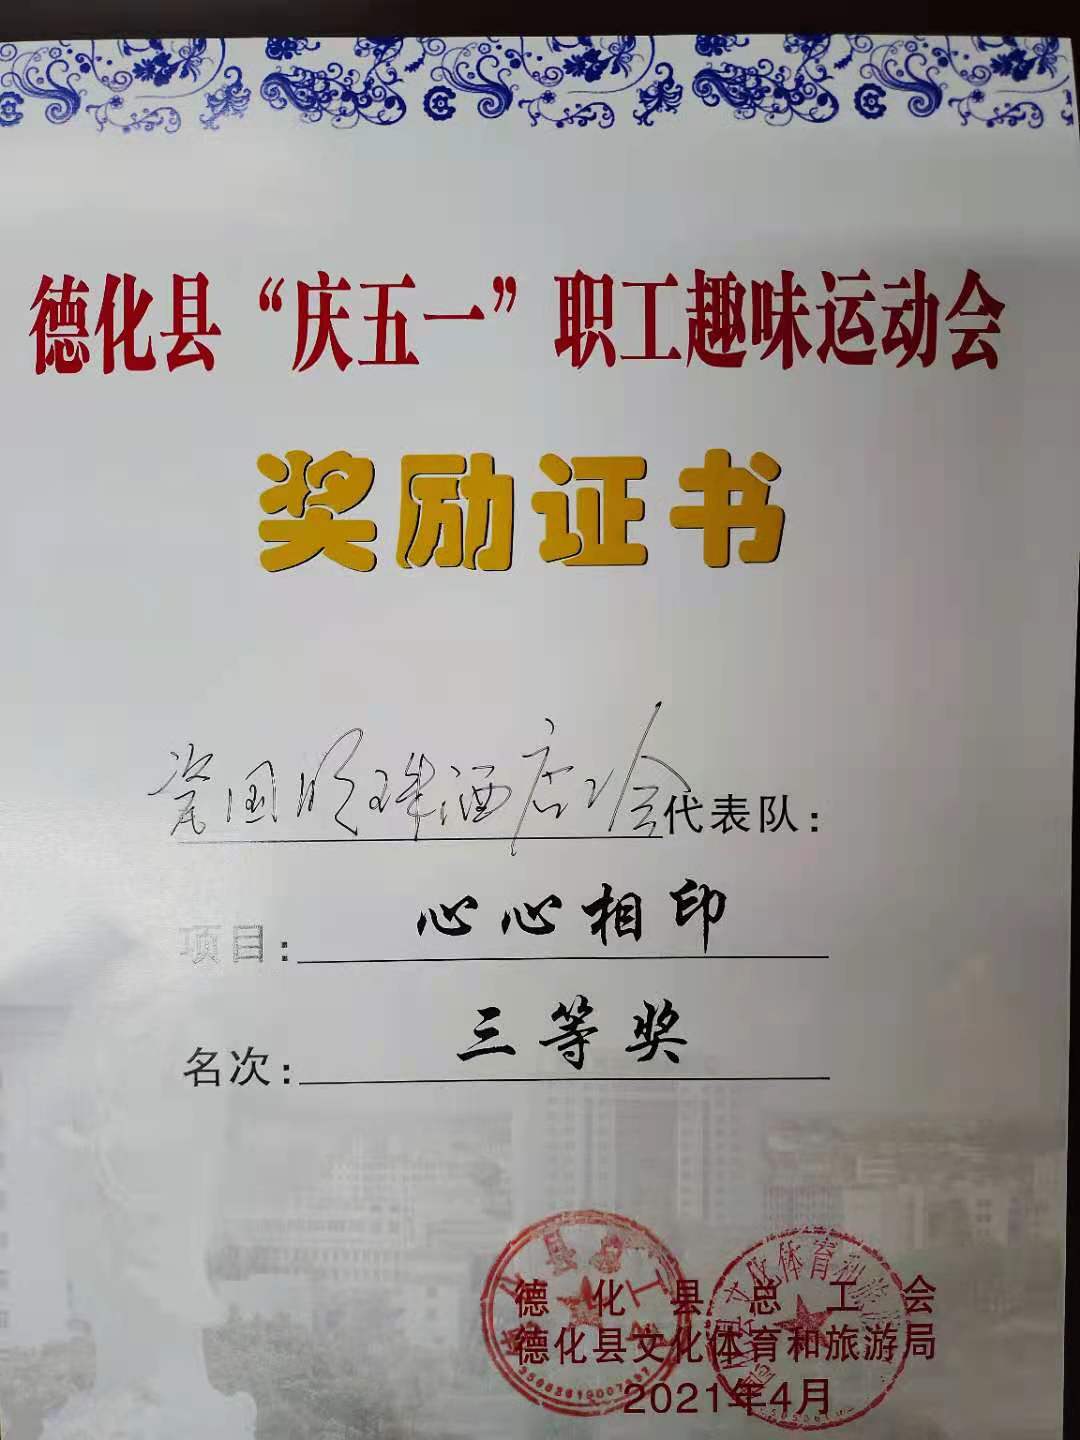 德化县“庆五一”职工趣味运动会
奖励证书
瓷国明珠酒店工会代表队:
项目: 心心相印
名次: 三等奖
德化县总工会
德化县文化体育和旅游局
2021年4月